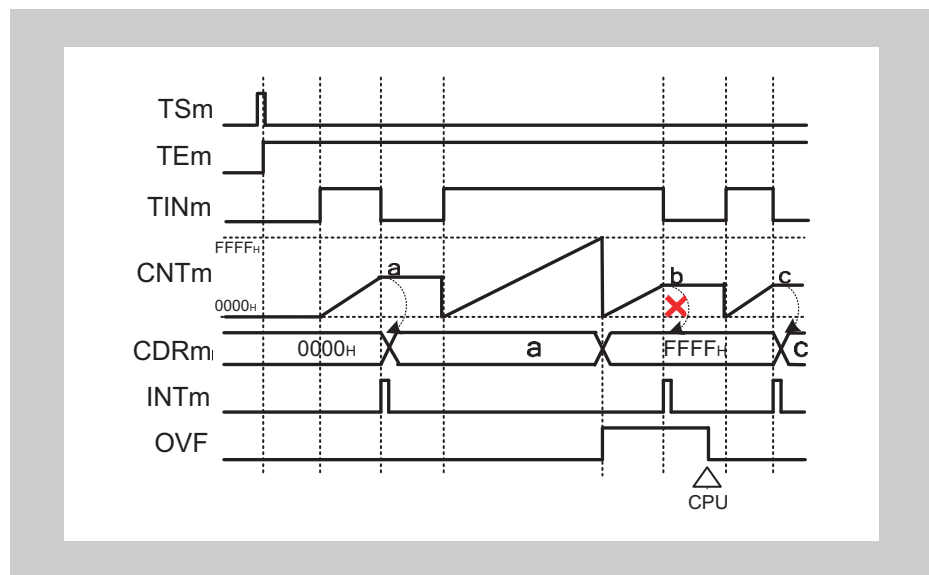 TSm
TEm
TINm
FFFFH
CNTm
a
b
c
0000H
CDRm
0000H
a
FFFFH
c
INTm
OVF
CPU